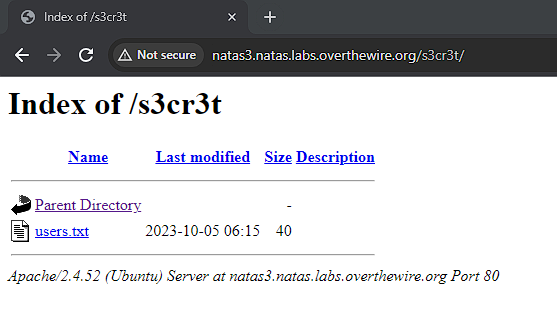 Index of /s3cr3t
Not secure natas3.natas.labs.overthewire.org/s3cr3t/
Index of /s3cr3t
Name Last modified Size Description
Parent Directory -
users.txt 2023-10-05 06:15 40
Apache/2.4.52 (Ubuntu) Server at natas3.natas.labs.overthewire.org Port 80